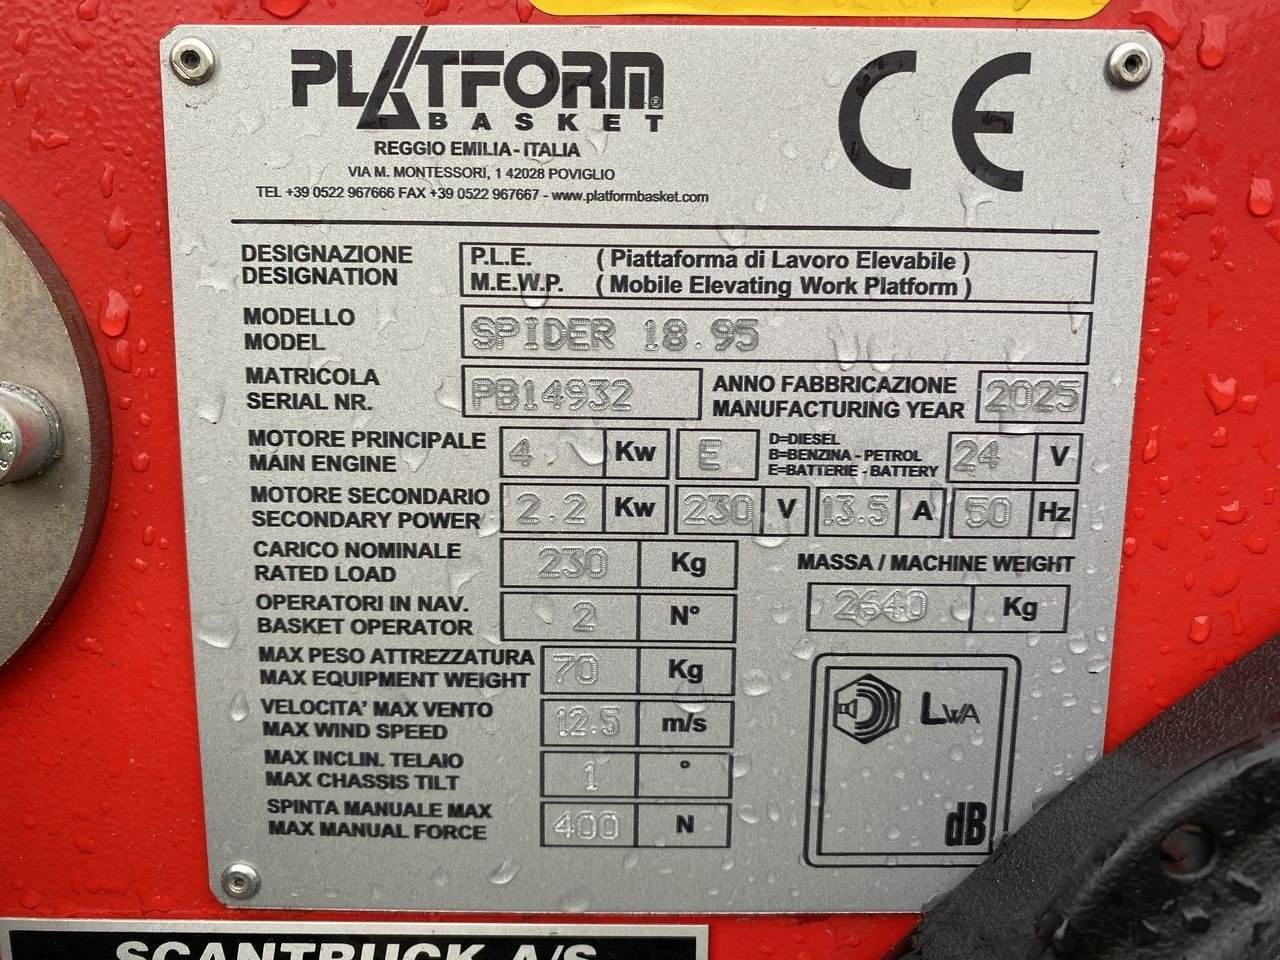 PLATFORM®
BASKET
REGGIO EMILIA - ITALIA
VIA M. MONTESSORI, 1 42028 POVIGLIO
TEL +39 0522 967666 FAX +39 0522 967667 - www.platformbasket.com
CE
DESIGNAZIONE P.L.E. ( Piattaforma di Lavoro Elevabile )
DESIGNATION M.E.W.P. ( Mobile Elevating Work Platform )
MODELLO
MODEL SPIDER 18.95
MATRICOLA
SERIAL NR. PB14932
ANNO FABBRICAZIONE
MANUFACTURING YEAR 2025
MOTORE PRINCIPALE
MAIN ENGINE 4 Kw E
D=DIESEL
B=BENZINA - PETROL
E=BATTERIE - BATTERY
24 V
MOTORE SECONDARIO
SECONDARY POWER 2.2 Kw 230 V 13.5 A 50 Hz
CARICO NOMINALE
RATED LOAD 230 Kg
MASSA / MACHINE WEIGHT
2640 Kg
OPERATORI IN NAV.
BASKET OPERATOR 2 N°
MAX PESO ATTREZZATURA
MAX EQUIPMENT WEIGHT 70 Kg
VELOCITA' MAX VENTO
MAX WIND SPEED 12.5 m/s
MAX INCLIN. TELAIO
MAX CHASSIS TILT 1 °
SPINTA MANUALE MAX
MAX MANUAL FORCE 400 N
LWA
dB
SCANTRUCK A/S